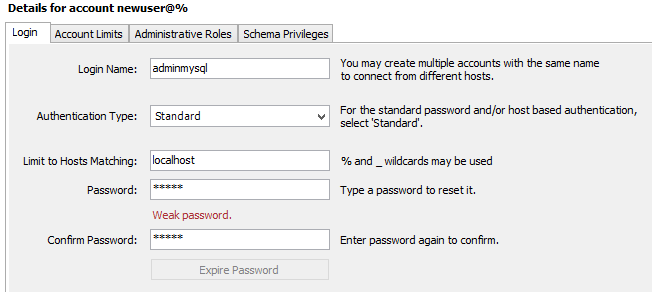 Details for account newuser@%
Login Account Limits Administrative Roles Schema Privileges
Login Name: adminmysql You may create multiple accounts with the same name
to connect from different hosts.
Authentication Type: Standard For the standard password and/or host based authentication,
select 'Standard'.
Limit to Hosts Matching: localhost % and _ wildcards may be used
Password: ***** Type a password to reset it.
Weak password.
Confirm Password: ***** Enter password again to confirm.
Expire Password